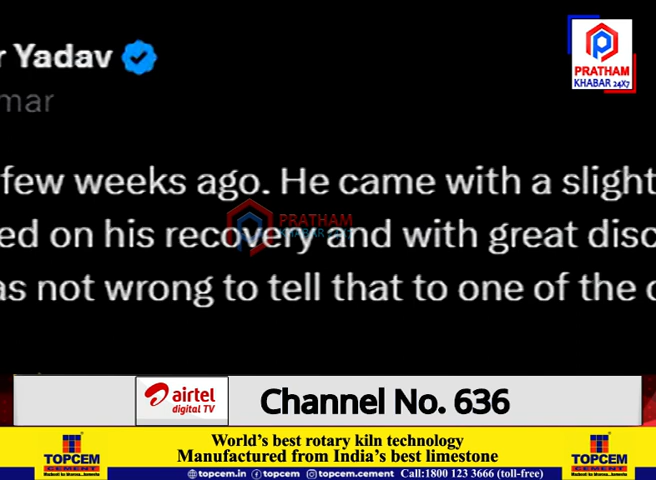 r Yadav
mar
PRATHAM
KHABAR 24X7
few weeks ago. He came with a slight
ed on his recovery and with great disc
as not wrong to tell that to one of the
PRATHAM
airtel
digital TV
Channel No. 636
TOPCEM
CEMENT
World's best rotary kiln technology
Manufactured from India's best limestone
topcem.in topcem topcem.cement Call:1800 123 3666 (toll-free)
TOPCEM
CEMENT